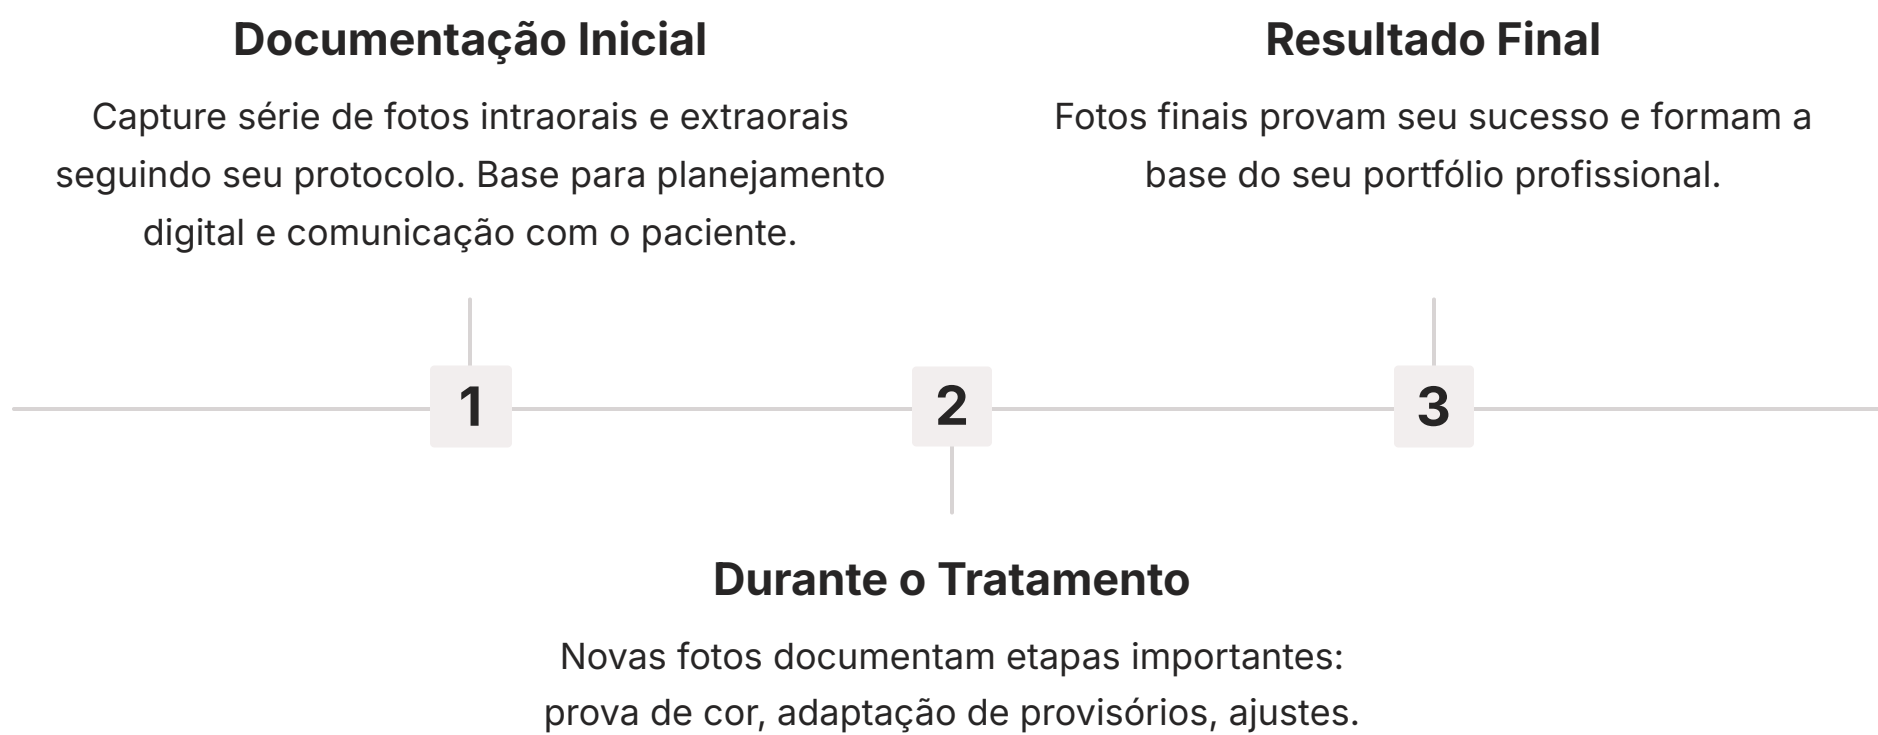 Documentação Inicial
Capture série de fotos intraorais e extraorais
seguindo seu protocolo. Base para planejamento
digital e comunicação com o paciente.
Resultado Final
Fotos finais provam seu sucesso e formam a
base do seu portfólio profissional.
1
2
3
Durante o Tratamento
Novas fotos documentam etapas importantes:
prova de cor, adaptação de provisórios, ajustes.